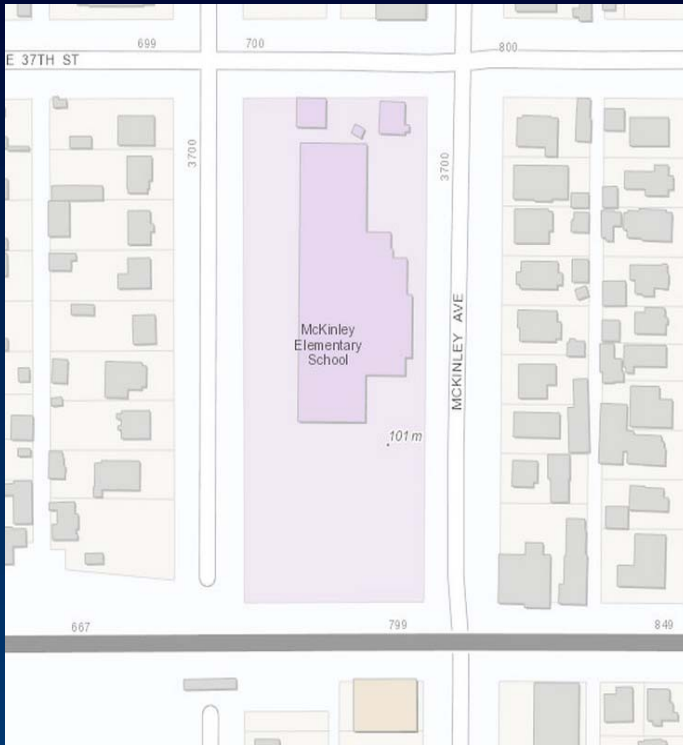 699
700
800
E 37TH ST
3700
3700
McKinley
Elementary
School
MCKINLEY AVE
101 m
667
799
849